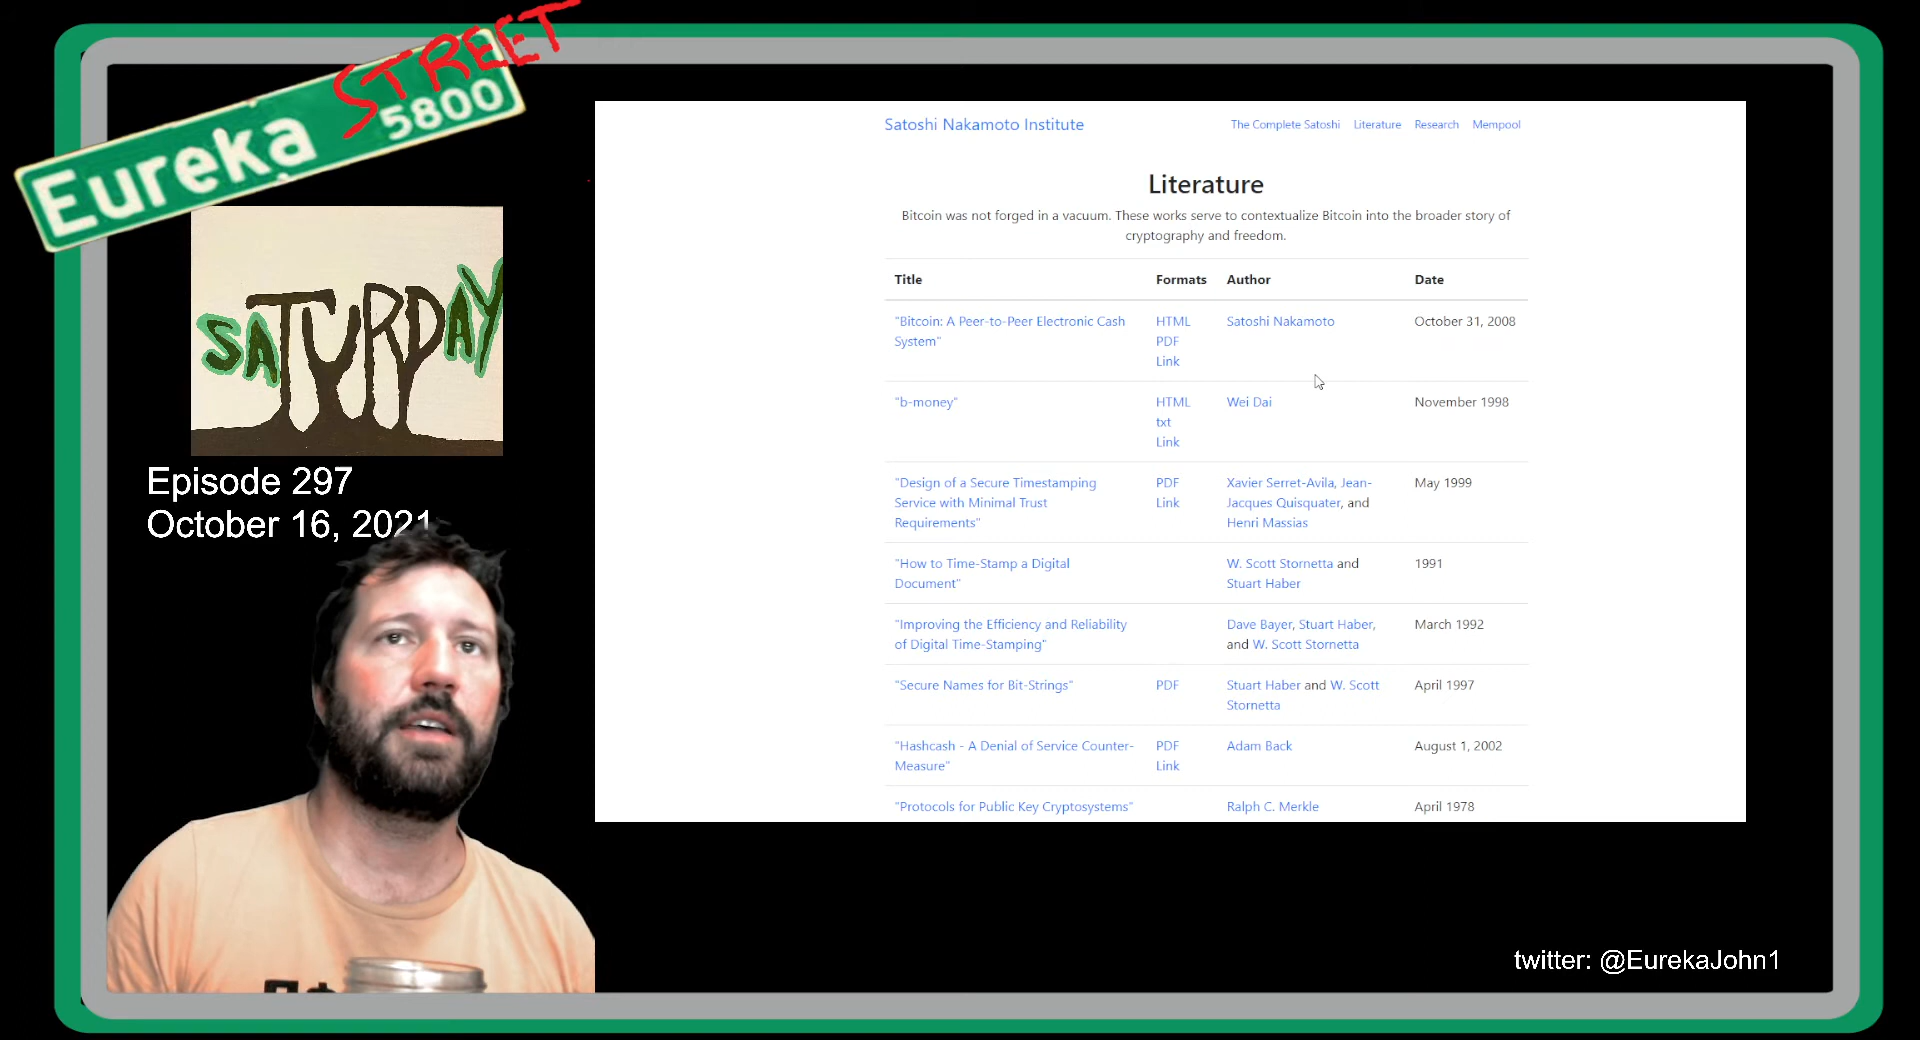 Eureka STREET
5800
SATURDAY
Episode 297
October 16, 2021
Satoshi Nakamoto Institute
The Complete Satoshi Literature Research Mempool
Literature
Bitcoin was not forged in a vacuum. These works serve to contextualize Bitcoin into the broader story of
cryptography and freedom.
Title Formats Author Date
"Bitcoin: A Peer-to-Peer Electronic Cash HTML Satoshi Nakamoto October 31, 2008
System" PDF
Link
"b-money" HTML Wei Dai November 1998
txt
Link
"Design of a Secure Timestamping PDF Xavier Serret-Avila, Jean- May 1999
Service with Minimal Trust Link Jacques Quisquater, and
Requirements" Henri Massias
"How to Time-Stamp a Digital W. Scott Stornetta and 1991
Document" Stuart Haber
"Improving the Efficiency and Reliability Dave Bayer, Stuart Haber, March 1992
of Digital Time-Stamping" and W. Scott Stornetta
"Secure Names for Bit-Strings" PDF Stuart Haber and W. Scott April 1997
Stornetta
"Hashcash - A Denial of Service Counter- PDF Adam Back August 1, 2002
Measure" Link
"Protocols for Public Key Cryptosystems" Ralph C. Merkle April 1978
twitter: @EurekaJohn1